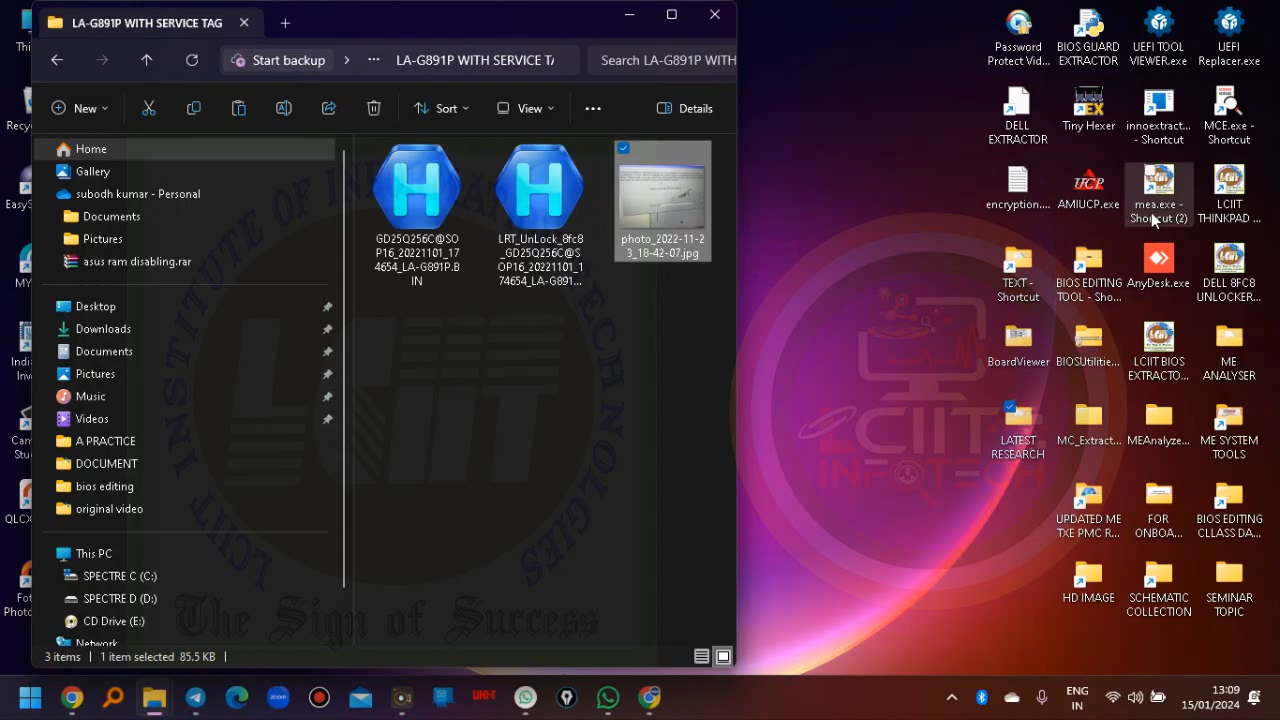 LA-G891P WITH SERVICE TAG
Start backup
LA-G891P WITH SERVICE TA
Search LA-G891P WITH
New
Sort
View
Details
Home
Gallery
subodh kumar - Personal
Documents
Pictures
asus ram disabling.rar
Desktop
Downloads
Documents
Pictures
Music
Videos
A PRACTICE
DOCUMENT
bios editing
original video
This PC
SPECTRE C (C:)
SPECTRE D (D:)
CD Drive (E:)
Network
GD25Q256C@SO
P16_20221101_17
4654_LA-G891P.B
IN
LRT_UnLock_8fc8
_GD25Q256C@S
OP16_20221101_1
74654_LA-G891...
photo_2022-11-2
3_18-42-07.jpg
3 items
1 item selected 85.5 KB
The Sign of Success
LCIIT
INFOTECH
Password
Protect Vid...
BIOS GUARD
EXTRACTOR
UEFI TOOL
VIEWER.exe
UEFI
Replacer.exe
DELL
EXTRACTOR
Tiny Hexer
innoextract...
- Shortcut
MCE.exe -
Shortcut
encryption....
UCP
AMIUCP.exe
mea.exe -
Shortcut (2)
LCIIT
THINKPAD ...
TEXT -
Shortcut
BIOS EDITING
TOOL - Sho...
AnyDesk.exe
DELL 8FC8
UNLOCKER...
BoardViewer
BIOSUtilitie...
LCIIT BIOS
EXTRACTO...
ME
ANALYSER
LATEST
RESEARCH
MC_Extract...
MEAnalyze...
ME SYSTEM
TOOLS
UPDATED ME
TXE PMC R...
FOR
ONBOA...
BIOS EDITING
CLLASS DA...
HD IMAGE
SCHEMATIC
COLLECTION
SEMINAR
TOPIC
zoom
ENG
IN
13:09
15/01/2024